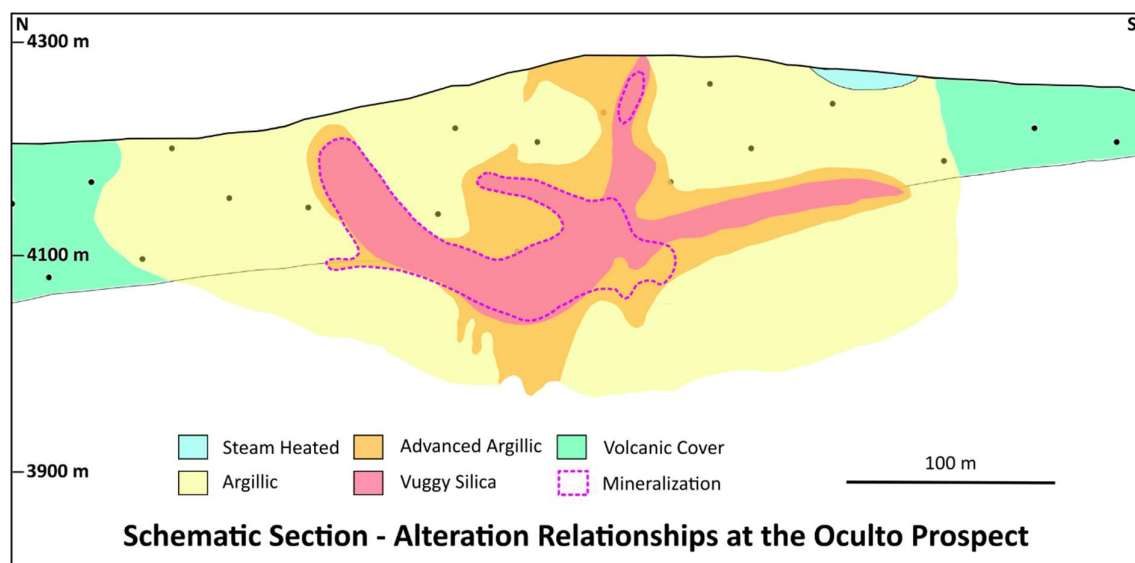 N
S
4300 m
4100 m
3900 m
Steam Heated
Advanced Argillic
Volcanic Cover
Argillic
Vuggy Silica
Mineralization
100 m
Schematic Section - Alteration Relationships at the Oculto Prospect